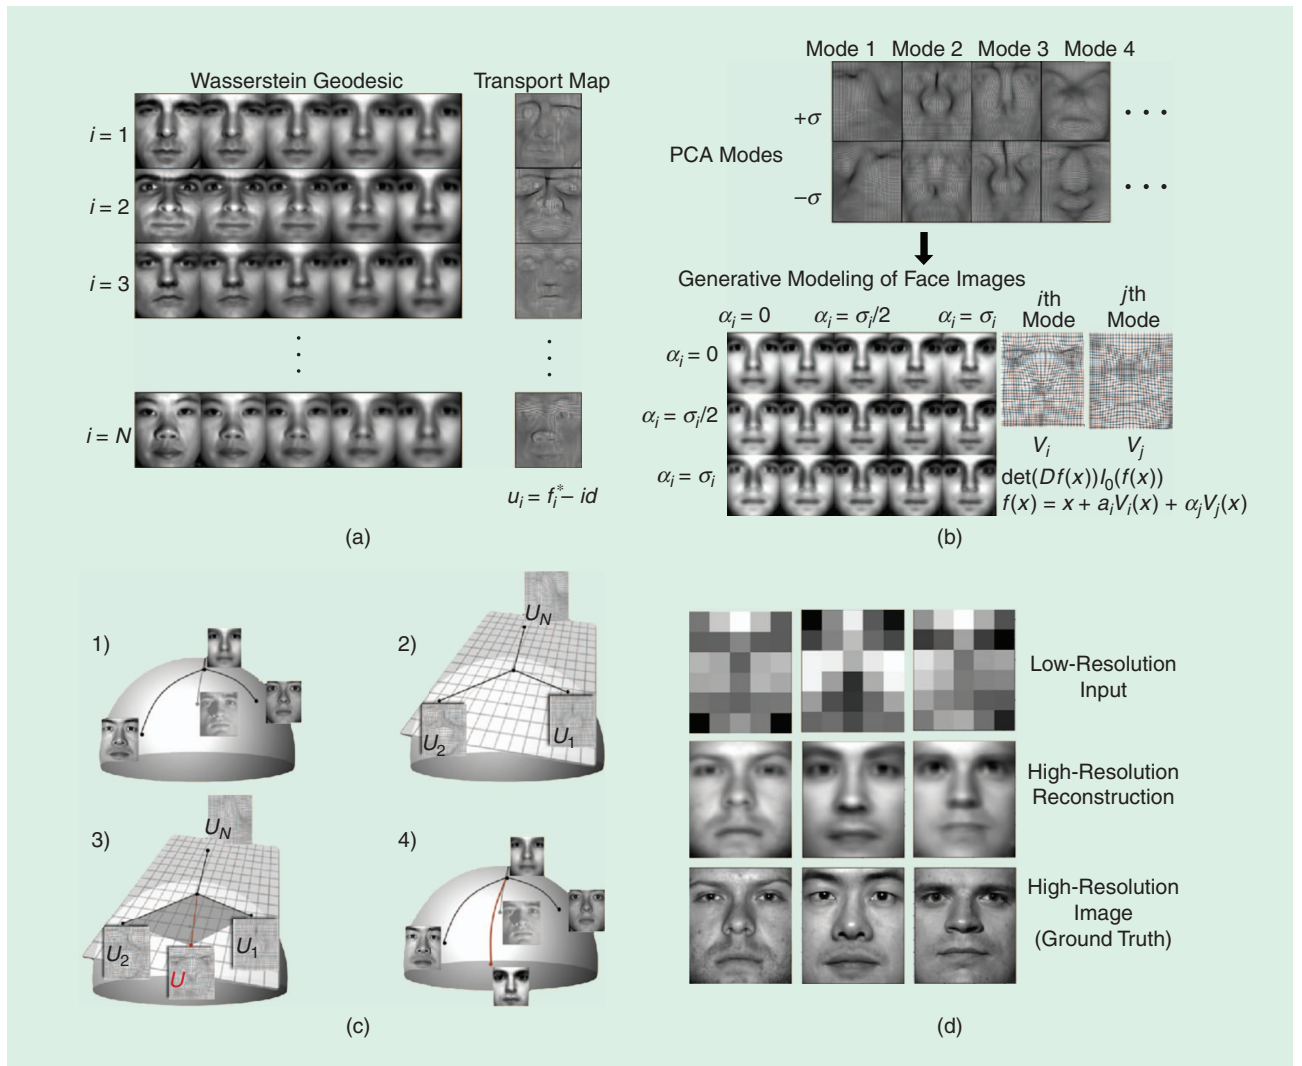 Wasserstein Geodesic
Transport Map
i = 1
i = 2
i = 3
i = N
u_i = f_i^* – id
(a)
Mode 1 Mode 2 Mode 3 Mode 4
+σ
PCA Modes
–σ
Generative Modeling of Face Images
α_i = 0
α_i = σ_i/2
α_i = σ_i
ith
Mode
jth
Mode
α_i = 0
α_i = σ_i/2
α_i = σ_i
V_i
V_j
det(Df(x))I_0(f(x))
f(x) = x + a_iV_i(x) + α_jV_j(x)
(b)
1)
2)
U_N
U_2
U_1
3)
U_N
U_2
U_1
U
4)
(c)
Low-Resolution
Input
High-Resolution
Reconstruction
High-Resolution
Image
(Ground Truth)
(d)